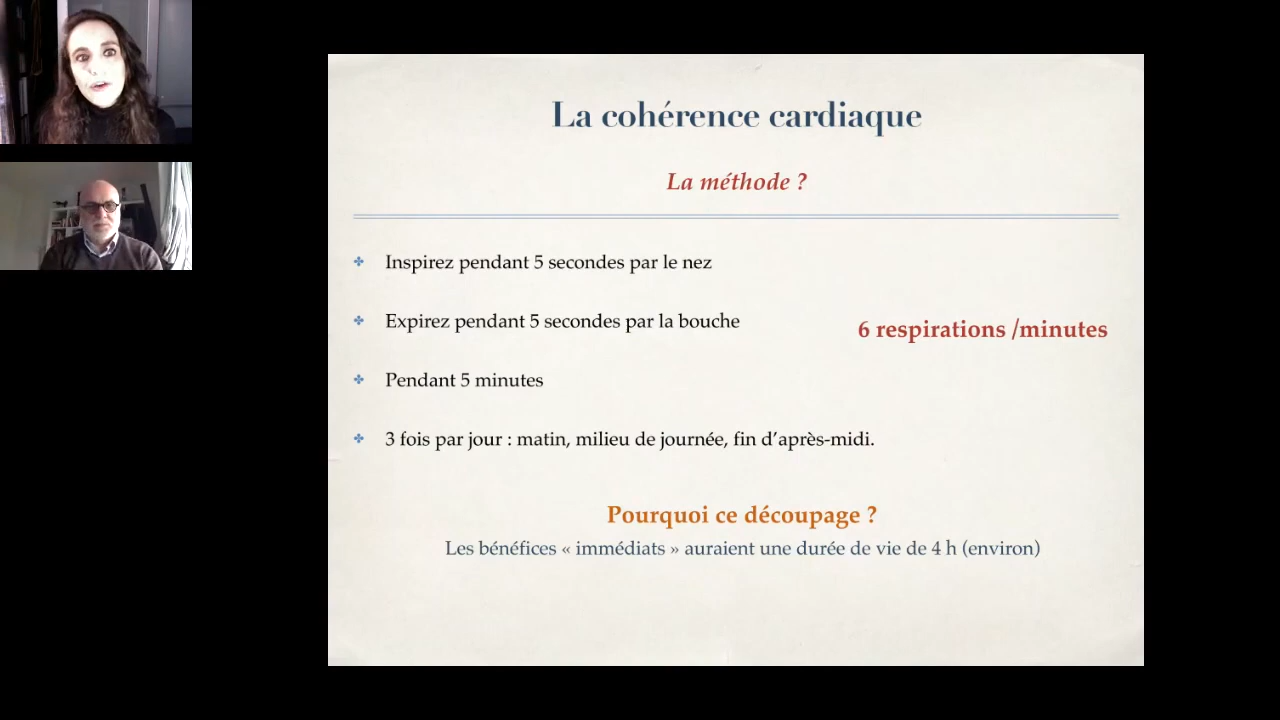 La cohérence cardiaque
La méthode ?
Inspirez pendant 5 secondes par le nez
Expirez pendant 5 secondes par la bouche
6 respirations /minutes
Pendant 5 minutes
3 fois par jour : matin, milieu de journée, fin d’après-midi.
Pourquoi ce découpage ?
Les bénéfices « immédiats » auraient une durée de vie de 4 h (environ)